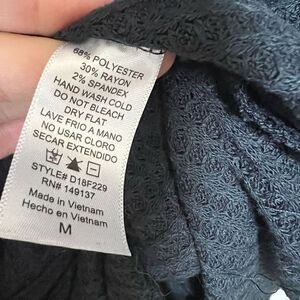 68% POLYESTER
30% RAYON
2% SPANDEX
HAND WASH COLD
DO NOT BLEACH
DRY FLAT
LAVE FRIO A MANO
NO USAR CLORO
SECAR EXTENDIDO
STYLE# D18F229
RN# 149137
Made in Vietnam
Hecho en Vietnam
M